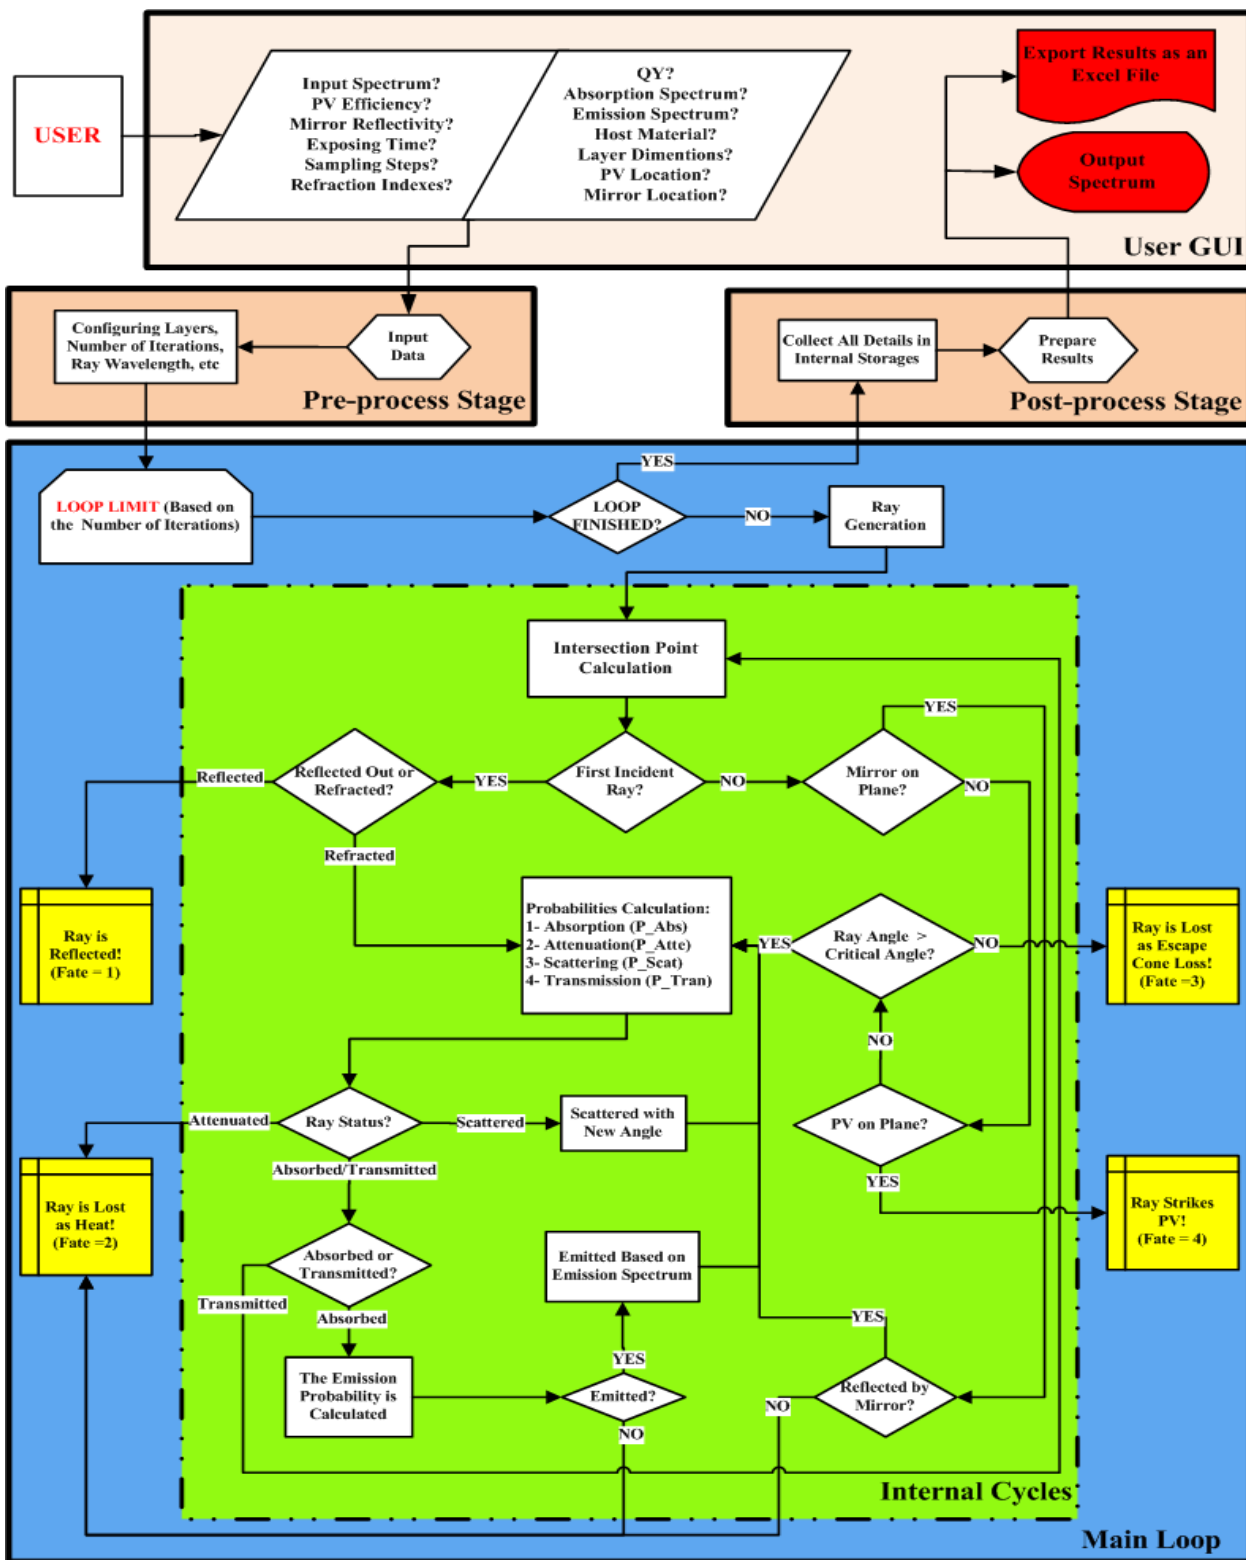 USER
Input Spectrum?
PV Efficiency?
Mirror Reflectivity?
Exposing Time?
Sampling Steps?
Refraction Indexes?
QY?
Absorption Spectrum?
Emission Spectrum?
Host Material?
Layer Dimentions?
PV Location?
Mirror Location?
Export Results as an
Excel File
Output
Spectrum
User GUI
Configuring Layers,
Number of Iterations,
Ray Wavelength, etc
Input
Data
Pre-process Stage
Collect All Details in
Internal Storages
Prepare
Results
Post-process Stage
LOOP LIMIT (Based on
the Number of Iterations)
LOOP
FINISHED?
YES
NO
Ray
Generation
Intersection Point
Calculation
First Incident
Ray?
YES
NO
Reflected Out or
Refracted?
Reflected
Refracted
Mirror on
Plane?
YES
NO
Ray is
Reflected!
(Fate = 1)
Probabilities Calculation:
1- Absorption (P_Abs)
2- Attenuation(P_Atte)
3- Scattering (P_Scat)
4- Transmission (P_Tran)
YES
Ray Angle >
Critical Angle?
NO
Ray is Lost
as Escape
Cone Loss!
(Fate =3)
NO
PV on Plane?
YES
Ray Strikes
PV!
(Fate = 4)
Attenuated
Ray Status?
Scattered
Scattered with
New Angle
Absorbed/Transmitted
Ray is Lost
as Heat!
(Fate =2)
Absorbed or
Transmitted?
Transmitted
Absorbed
Emitted Based on
Emission Spectrum
The Emission
Probability is
Calculated
YES
Emitted?
NO
YES
Reflected by
Mirror?
NO
Internal Cycles
Main Loop